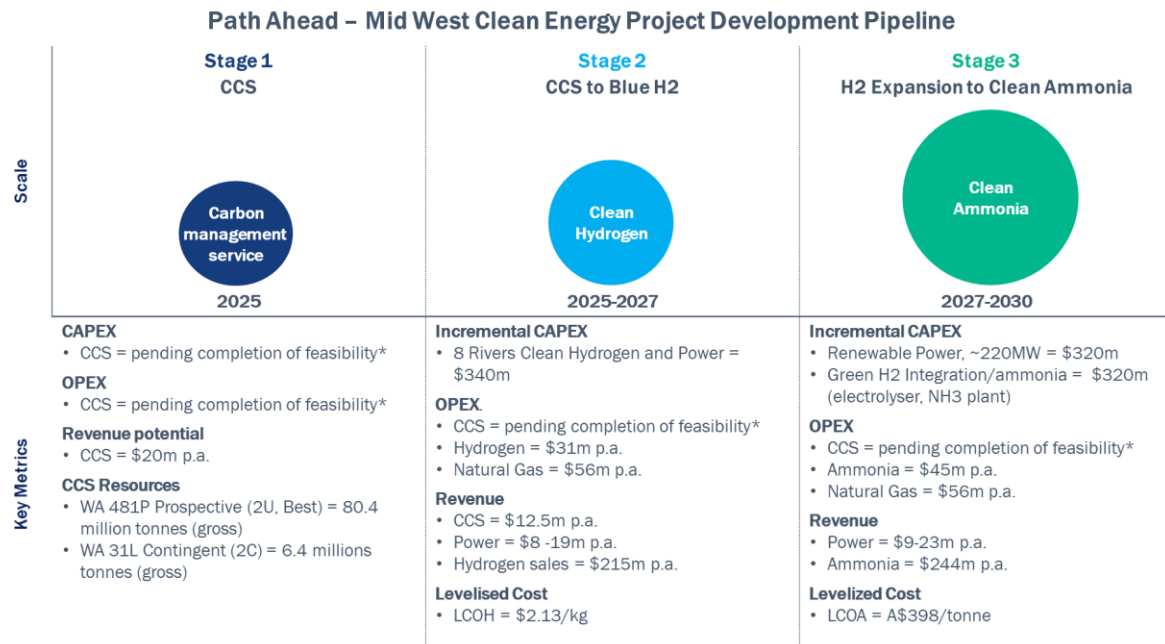 Path Ahead – Mid West Clean Energy Project Development Pipeline
Stage 1
CCS
Stage 2
CCS to Blue H2
Stage 3
H2 Expansion to Clean Ammonia
Scale
Carbon
management
service
Clean
Hydrogen
Clean
Ammonia
2025
2025-2027
2027-2030
Key Metrics
CAPEX
• CCS = pending completion of feasibility*
OPEX
• CCS = pending completion of feasibility*
Revenue potential
• CCS = $20m p.a.
CCS Resources
• WA 481P Prospective (2U, Best) = 80.4
million tonnes (gross)
• WA 31L Contingent (2C) = 6.4 millions
tonnes (gross)
Incremental CAPEX
• 8 Rivers Clean Hydrogen and Power =
$340m
OPEX.
• CCS = pending completion of feasibility*
• Hydrogen = $31m p.a.
• Natural Gas = $56m p.a.
Revenue
• CCS = $12.5m p.a.
• Power = $8 -19m p.a.
• Hydrogen sales = $215m p.a.
Levelised Cost
• LCOH = $2.13/kg
Incremental CAPEX
• Renewable Power, ~220MW = $320m
• Green H2 Integration/ammonia = $320m
(electrolyser, NH3 plant)
OPEX
• CCS = pending completion of feasibility*
• Ammonia = $45m p.a.
• Natural Gas = $56m p.a.
Revenue
• Power = $9-23m p.a.
• Ammonia = $244m p.a.
Levelized Cost
• LCOA = A$398/tonne